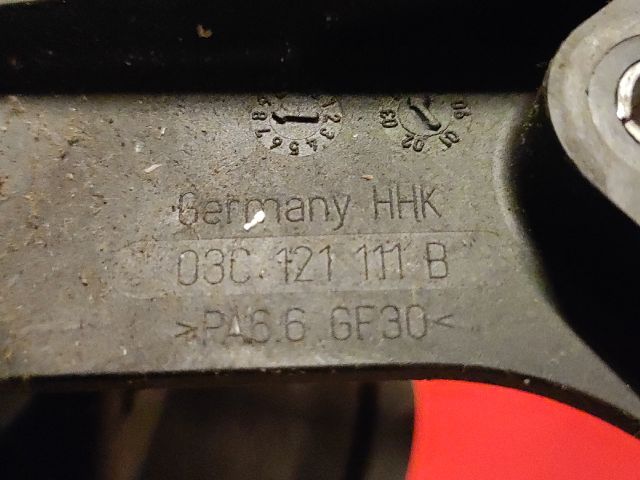 Germany HHK
03C 121 111 B
>PA6.6 GF30<